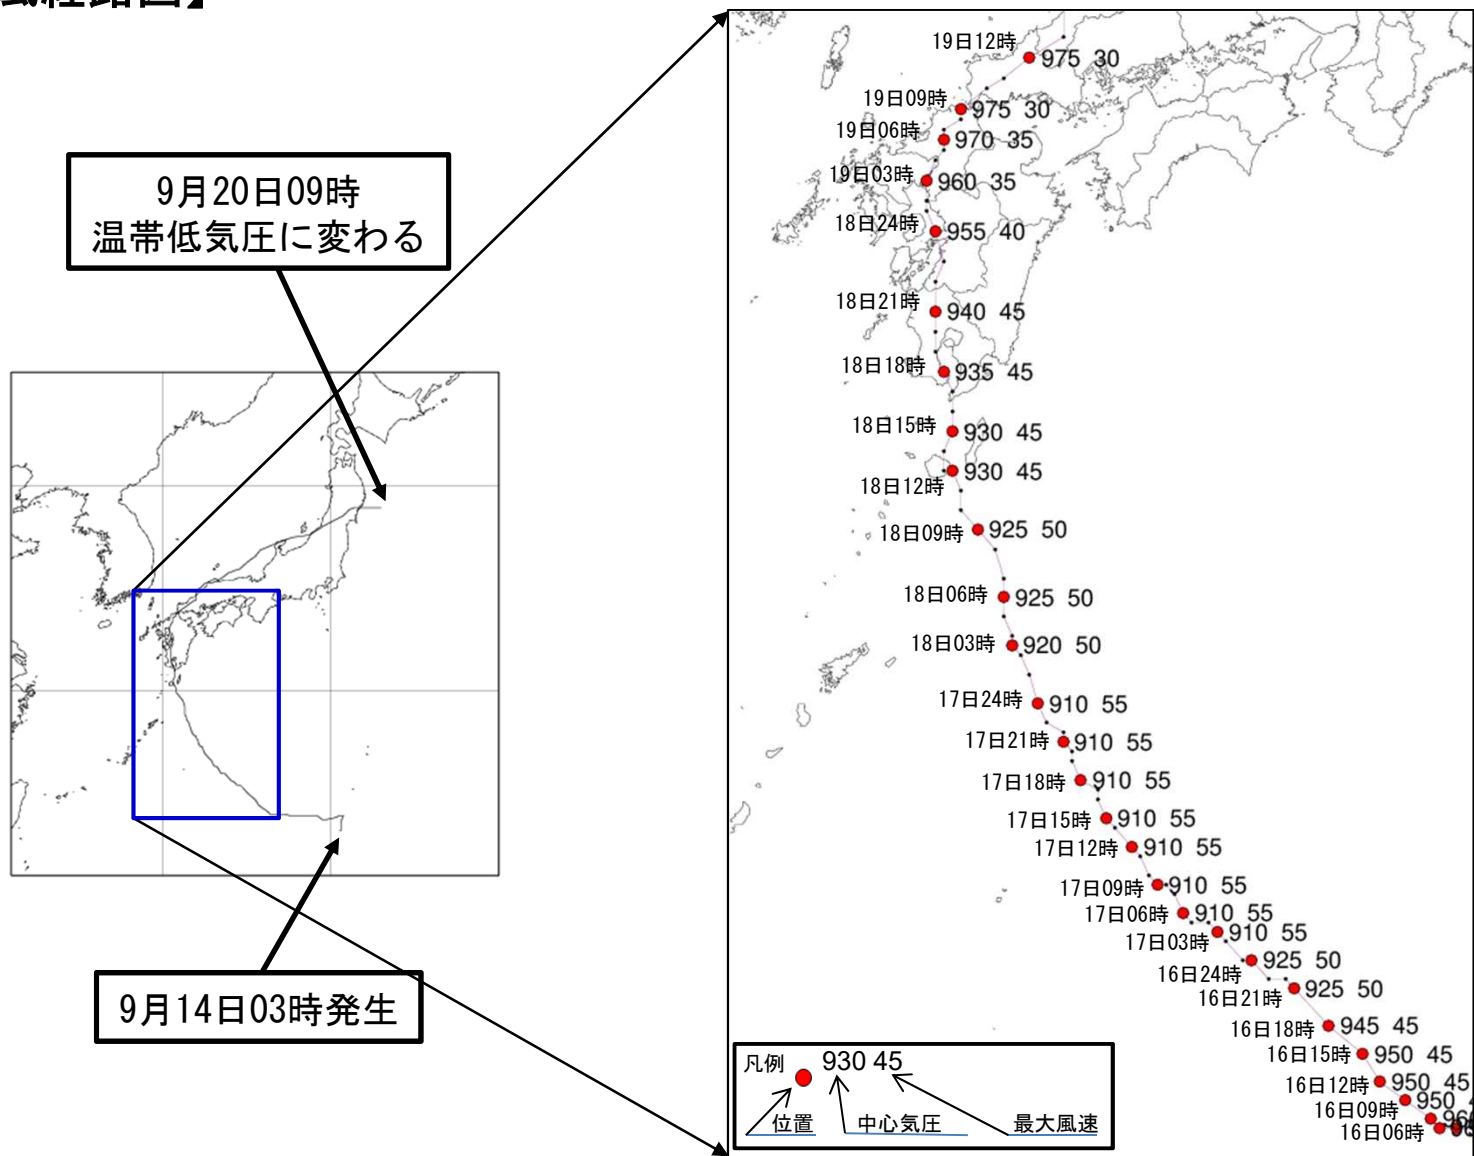 9月20日09時
温帯低気圧に変わる
9月14日03時発生
19日12時 975 30
19日09時 975 30
19日06時 970 35
19日03時 960 35
18日24時 955 40
18日21時 940 45
18日18時 935 45
18日15時 930 45
18日12時 930 45
18日09時 925 50
18日06時 925 50
18日03時 920 50
17日24時 910 55
17日21時 910 55
17日18時 910 55
17日15時 910 55
17日12時 910 55
17日09時 910 55
17日06時 910 55
17日03時 910 55
16日24時 925 50
16日21時 925 50
16日18時 945 45
16日15時 950 45
16日12時 950 45
16日09時 950
16日06時
凡例 930 45
位置 中心気圧 最大風速